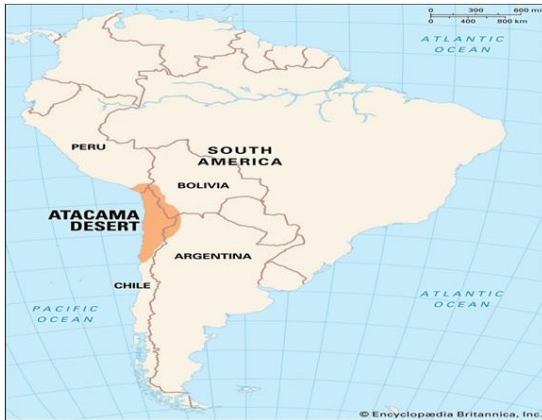 0 300 600 mi
0 400 800 km
ATLANTIC
OCEAN
PERU
SOUTH
AMERICA
BOLIVIA
ATACAMA
DESERT
ARGENTINA
CHILE
PACIFIC
OCEAN
ATLANTIC
OCEAN
© Encyclopædia Britannica, Inc.